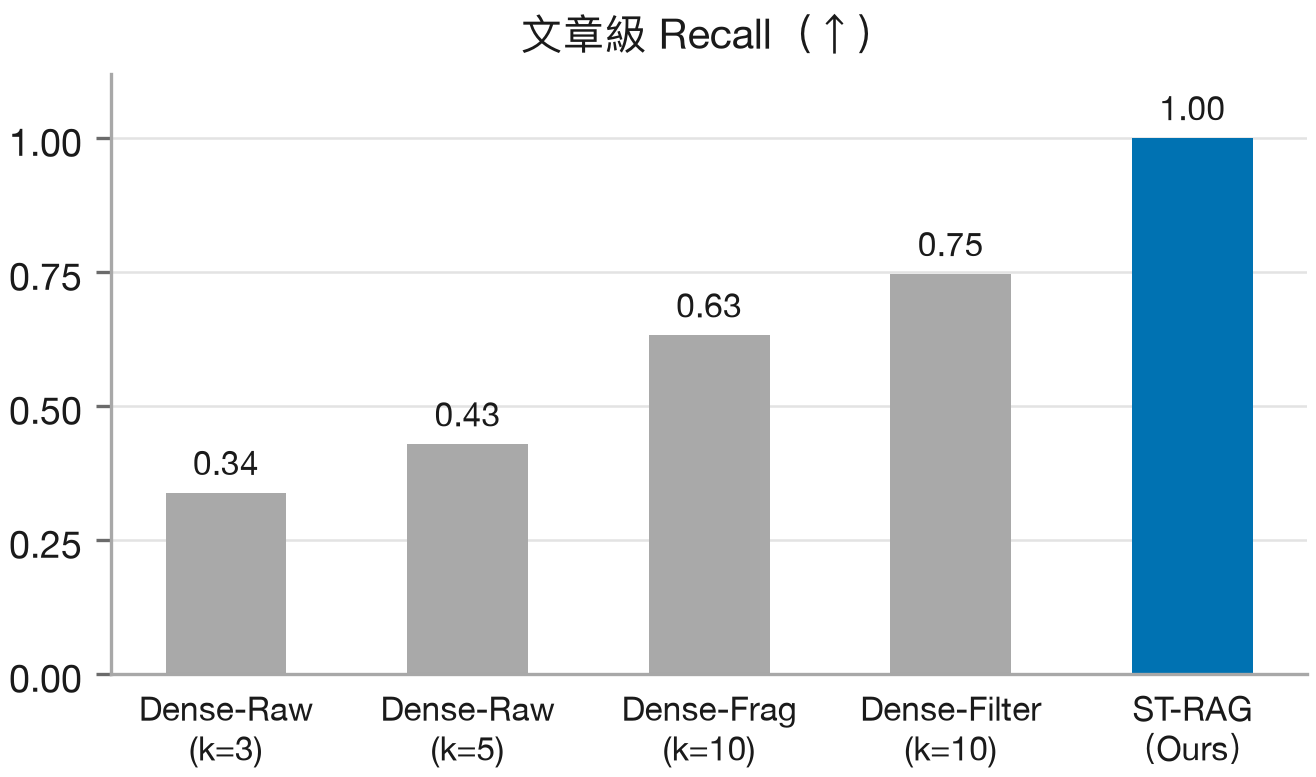 文章級 Recall（↑）
1.00
1.00
0.75
0.75
0.63
0.50
0.43
0.34
0.25
0.00
Dense-Raw
(k=3)
Dense-Raw
(k=5)
Dense-Frag
(k=10)
Dense-Filter
(k=10)
ST-RAG
（Ours）